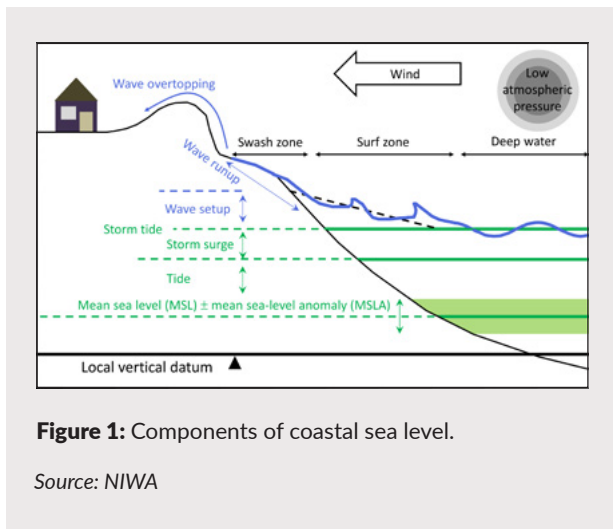 Wave overtopping
Wind
Low
atmospheric
pressure
Swash zone
Surf zone
Deep water
Wave runup
Wave setup
Storm tide
Storm surge
Tide
Mean sea level (MSL) ± mean sea-level anomaly (MSLA)
Local vertical datum
Figure 1: Components of coastal sea level.
Source: NIWA